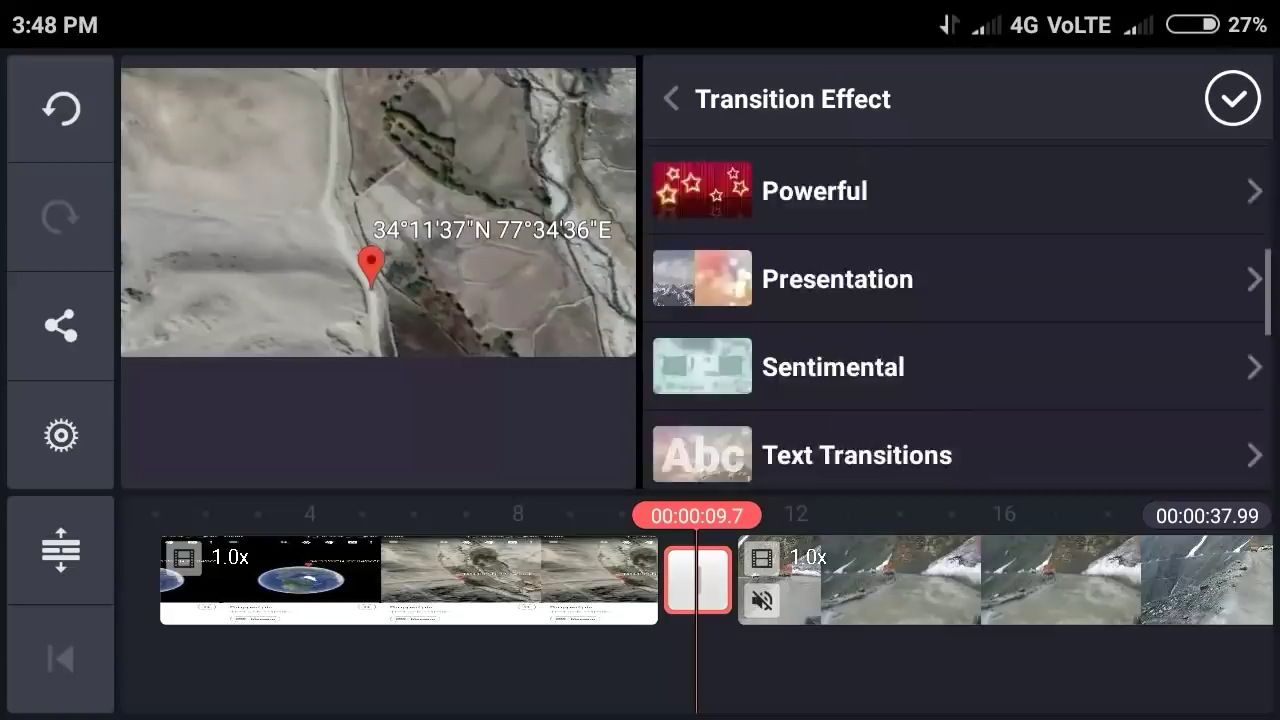 3:48 PM
4G VoLTE
27%
Transition Effect
34°11'37"N 77°34'36"E
Powerful
Presentation
Sentimental
Abc
Text Transitions
4
8
00:00:09.7
12
16
00:00:37.99
1.0x
1.0x